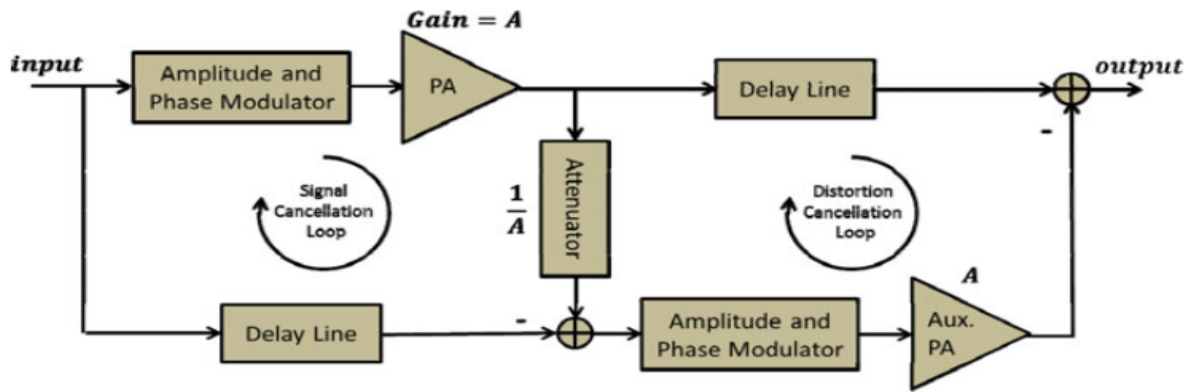 Gain = A
input
Amplitude and
Phase Modulator
PA
Delay Line
output
-
Signal
Cancellation
Loop
1
A
Attenuator
Distortion
Cancellation
Loop
A
Delay Line
-
Amplitude and
Phase Modulator
Aux.
PA